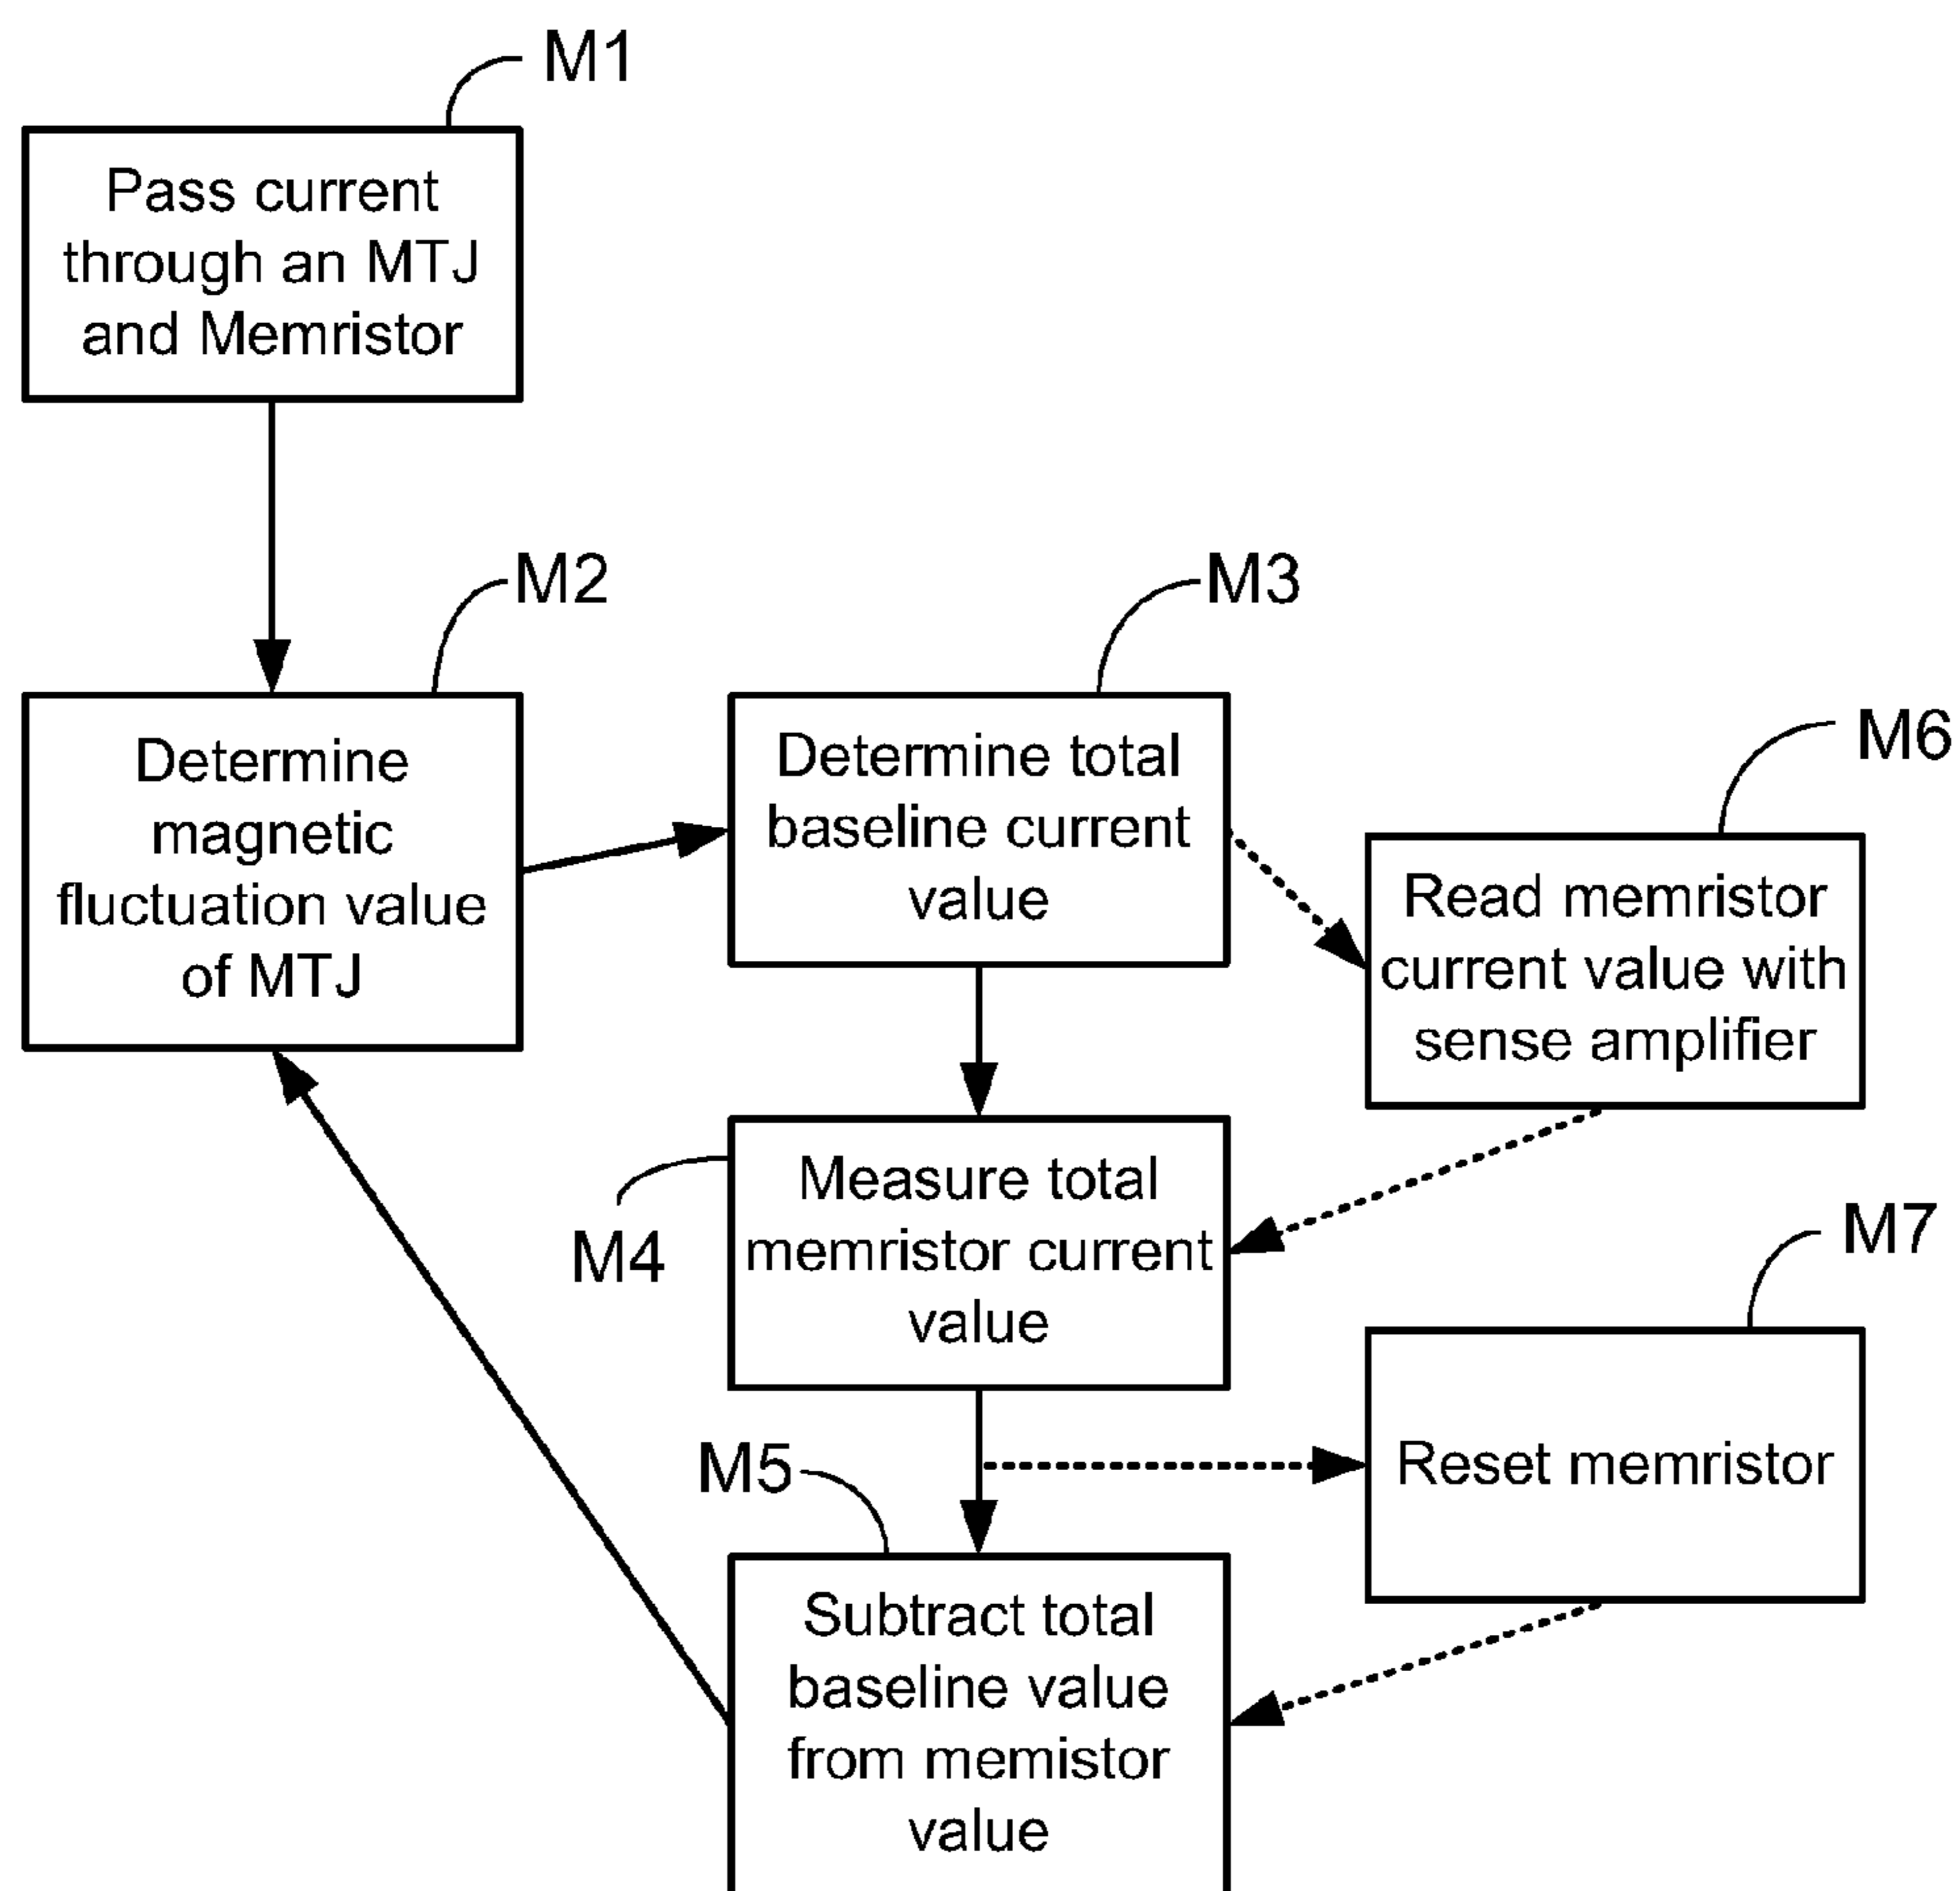 M1
Pass current
through an MTJ
and Memristor
M2
Determine
magnetic
fluctuation value
of MTJ
M3
Determine total
baseline current
value
M6
Read memristor
current value with
sense amplifier
M4
Measure total
memristor current
value
M7
Reset memristor
M5
Subtract total
baseline value
from memistor
value